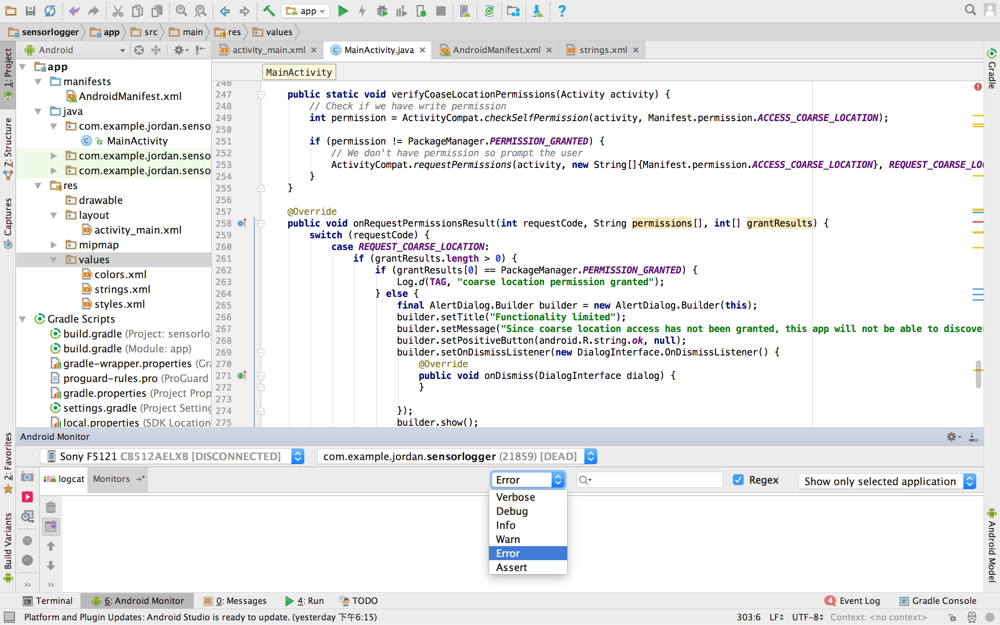 app
sensorlogger app src main res values
1: Project
Android
activity_main.xml MainActivity.java AndroidManifest.xml strings.xml
Gradle
MainActivity
app
manifests
AndroidManifest.xml
java
com.example.jordan.senso
MainActivity
com.example.jordan.senso
com.example.jordan.senso
res
drawable
layout
activity_main.xml
mipmap
values
colors.xml
strings.xml
styles.xml
Gradle Scripts
build.gradle (Project: sensorlo
build.gradle (Module: app)
gradle-wrapper.properties (Gra
proguard-rules.pro (ProGuard
gradle.properties (Project Prop
settings.gradle (Project Setting
local.properties (SDK Location
7: Structure
Captures
2: Favorites
Build Variants
246
247 public static void verifyCoaseLocationPermissions(Activity activity) {
248 // Check if we have write permission
249 int permission = ActivityCompat.checkSelfPermission(activity, Manifest.permission.ACCESS_COARSE_LOCATION);
250
251 if (permission != PackageManager.PERMISSION_GRANTED) {
252 // We don't have permission so prompt the user
253 ActivityCompat.requestPermissions(activity, new String[]{Manifest.permission.ACCESS_COARSE_LOCATION}, REQUEST_COARSE_LO
254 }
255 }
256
257 @Override
258 public void onRequestPermissionsResult(int requestCode, String permissions[], int[] grantResults) {
259 switch (requestCode) {
260 case REQUEST_COARSE_LOCATION:
261 if (grantResults.length > 0) {
262 if (grantResults[0] == PackageManager.PERMISSION_GRANTED) {
263 Log.d(TAG, "coarse location permission granted");
264 } else {
265 final AlertDialog.Builder builder = new AlertDialog.Builder(this);
266 builder.setTitle("Functionality limited");
267 builder.setMessage("Since coarse location access has not been granted, this app will not be able to discove
268 builder.setPositiveButton(android.R.string.ok, null);
269 builder.setOnDismissListener(new DialogInterface.OnDismissListener() {
270 @Override
271 public void onDismiss(DialogInterface dialog) {
272 }
273
274 });
275 builder.show();
Android Monitor
Sony F5121 CB512AELXB [DISCONNECTED] com.example.jordan.sensorlogger (21859) [DEAD]
logcat Monitors Error Regex Show only selected application
Verbose
Debug
Info
Warn
Error
Assert
Android Model
Terminal 6: Android Monitor 0: Messages 4: Run TODO 4 Event Log Gradle Console
Platform and Plugin Updates: Android Studio is ready to update. (yesterday 下午6:15) 303:6 LF UTF-8 Context: <no context>